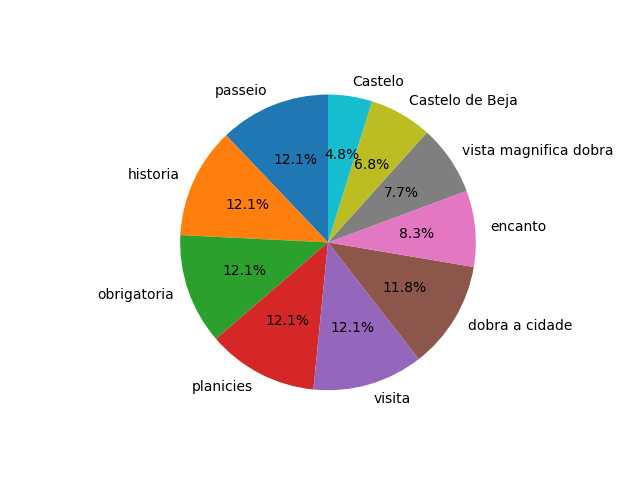 Castelo
passeio
Castelo de Beja
4.8%
12.1%
6.8%
vista magnifica dobra
historia
7.7%
12.1%
encanto
8.3%
12.1%
obrigatoria
11.8%
12.1%
12.1%
dobra a cidade
planicies
visita